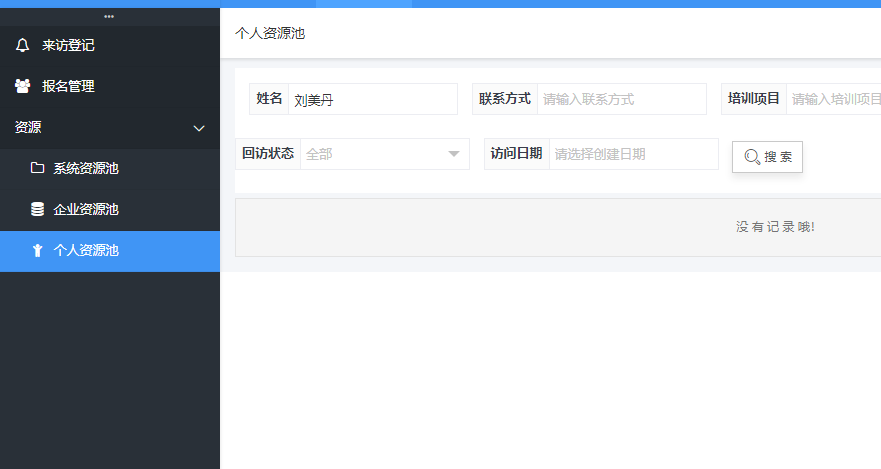 个人资源池
来访登记
报名管理
资源
系统资源池
企业资源池
个人资源池
姓名 刘美丹 联系方式 请输入联系方式 培训项目 请输入培训项目
回访状态 全部 访问日期 请选择创建日期 搜索
没有记录哦!